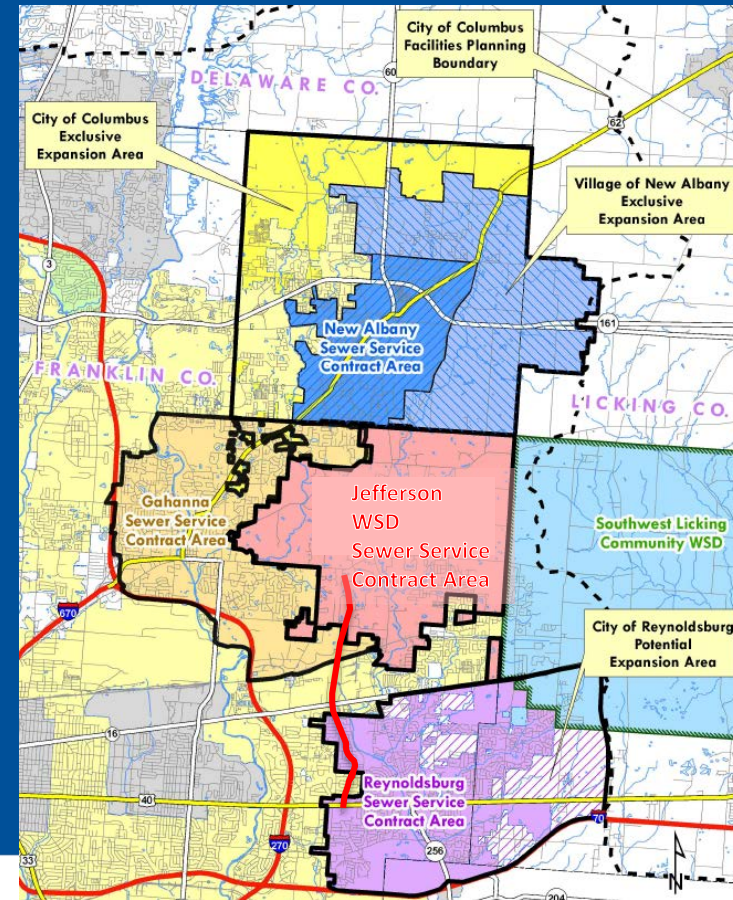 City of Columbus
Facilities Planning
Boundary
60
DELAWARE CO.
62
City of Columbus
Exclusive
Expansion Area
Village of New Albany
Exclusive
Expansion Area
3
161
New Albany
Sewer Service
Contract Area
FRANKLIN CO.
LICKING CO.
Jefferson
WSD
Sewer Service
Contract Area
Gahanna
Sewer Service
Contract Area
Southwest Licking
Community WSD
670
City of Reynoldsburg
Potential
Expansion Area
16
Reynoldsburg
Sewer Service
Contract Area
40
70
270
256
33
204
N